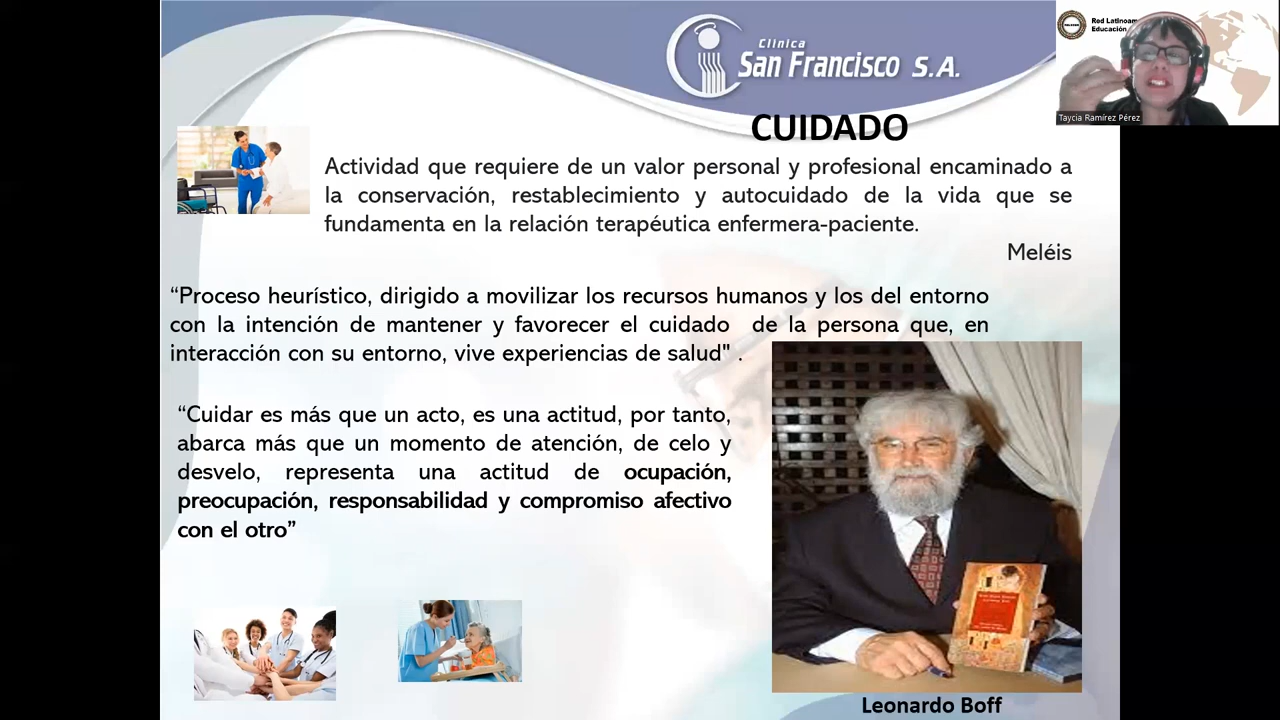 Clínica
San Francisco S.A.
Red Latinoam
Educación
Taycia Ramírez Pérez
CUIDADO
Actividad que requiere de un valor personal y profesional encaminado a
la conservación, restablecimiento y autocuidado de la vida que se
fundamenta en la relación terapéutica enfermera-paciente.
Meléis
“Proceso heurístico, dirigido a movilizar los recursos humanos y los del entorno
con la intención de mantener y favorecer el cuidado de la persona que, en
interacción con su entorno, vive experiencias de salud" .
“Cuidar es más que un acto, es una actitud, por tanto,
abarca más que un momento de atención, de celo y
desvelo, representa una actitud de ocupación,
preocupación, responsabilidad y compromiso afectivo
con el otro”
Leonardo Boff